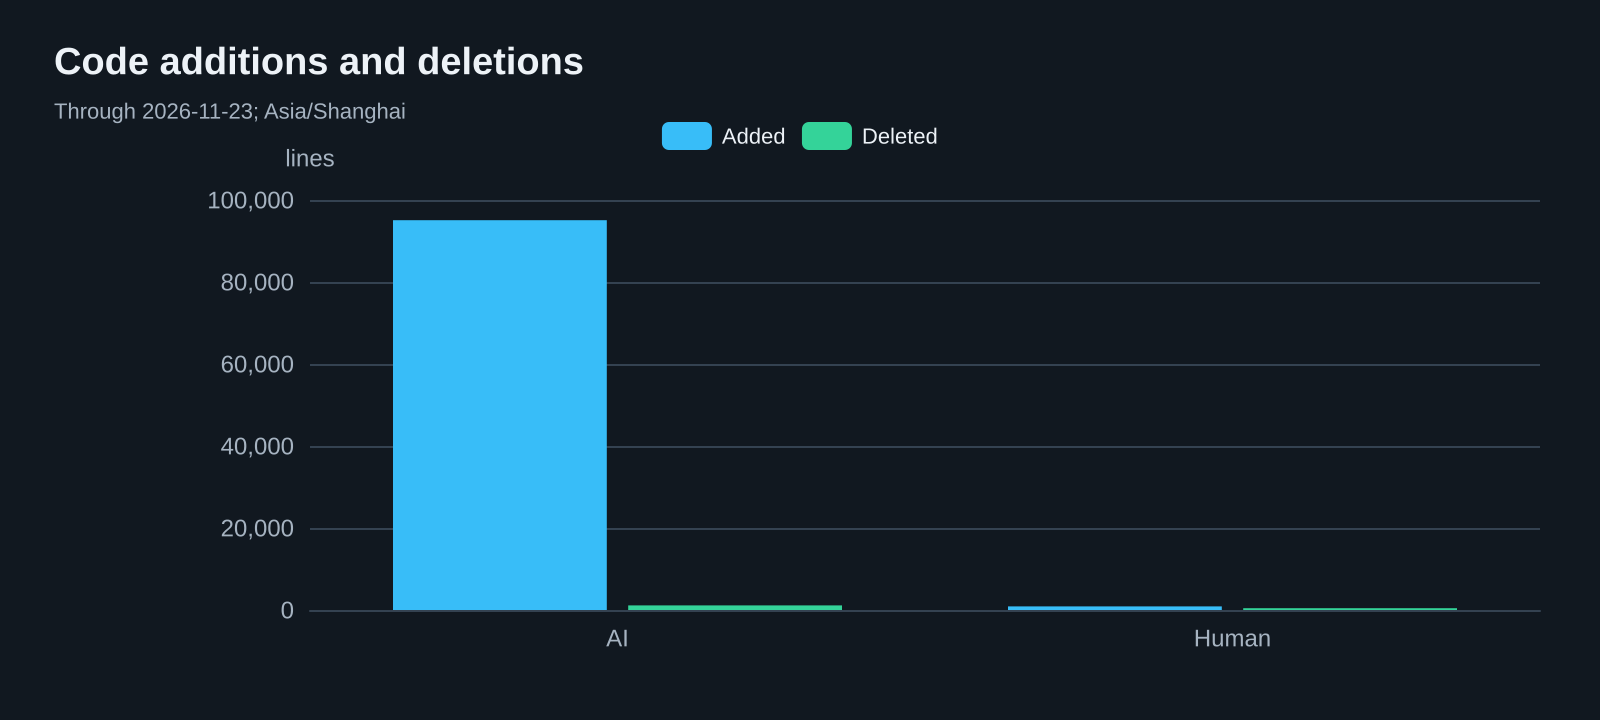 Code additions and deletions
Through 2026-11-23; Asia/Shanghai
Added Deleted
lines
100,000
80,000
60,000
40,000
20,000
0
AI Human